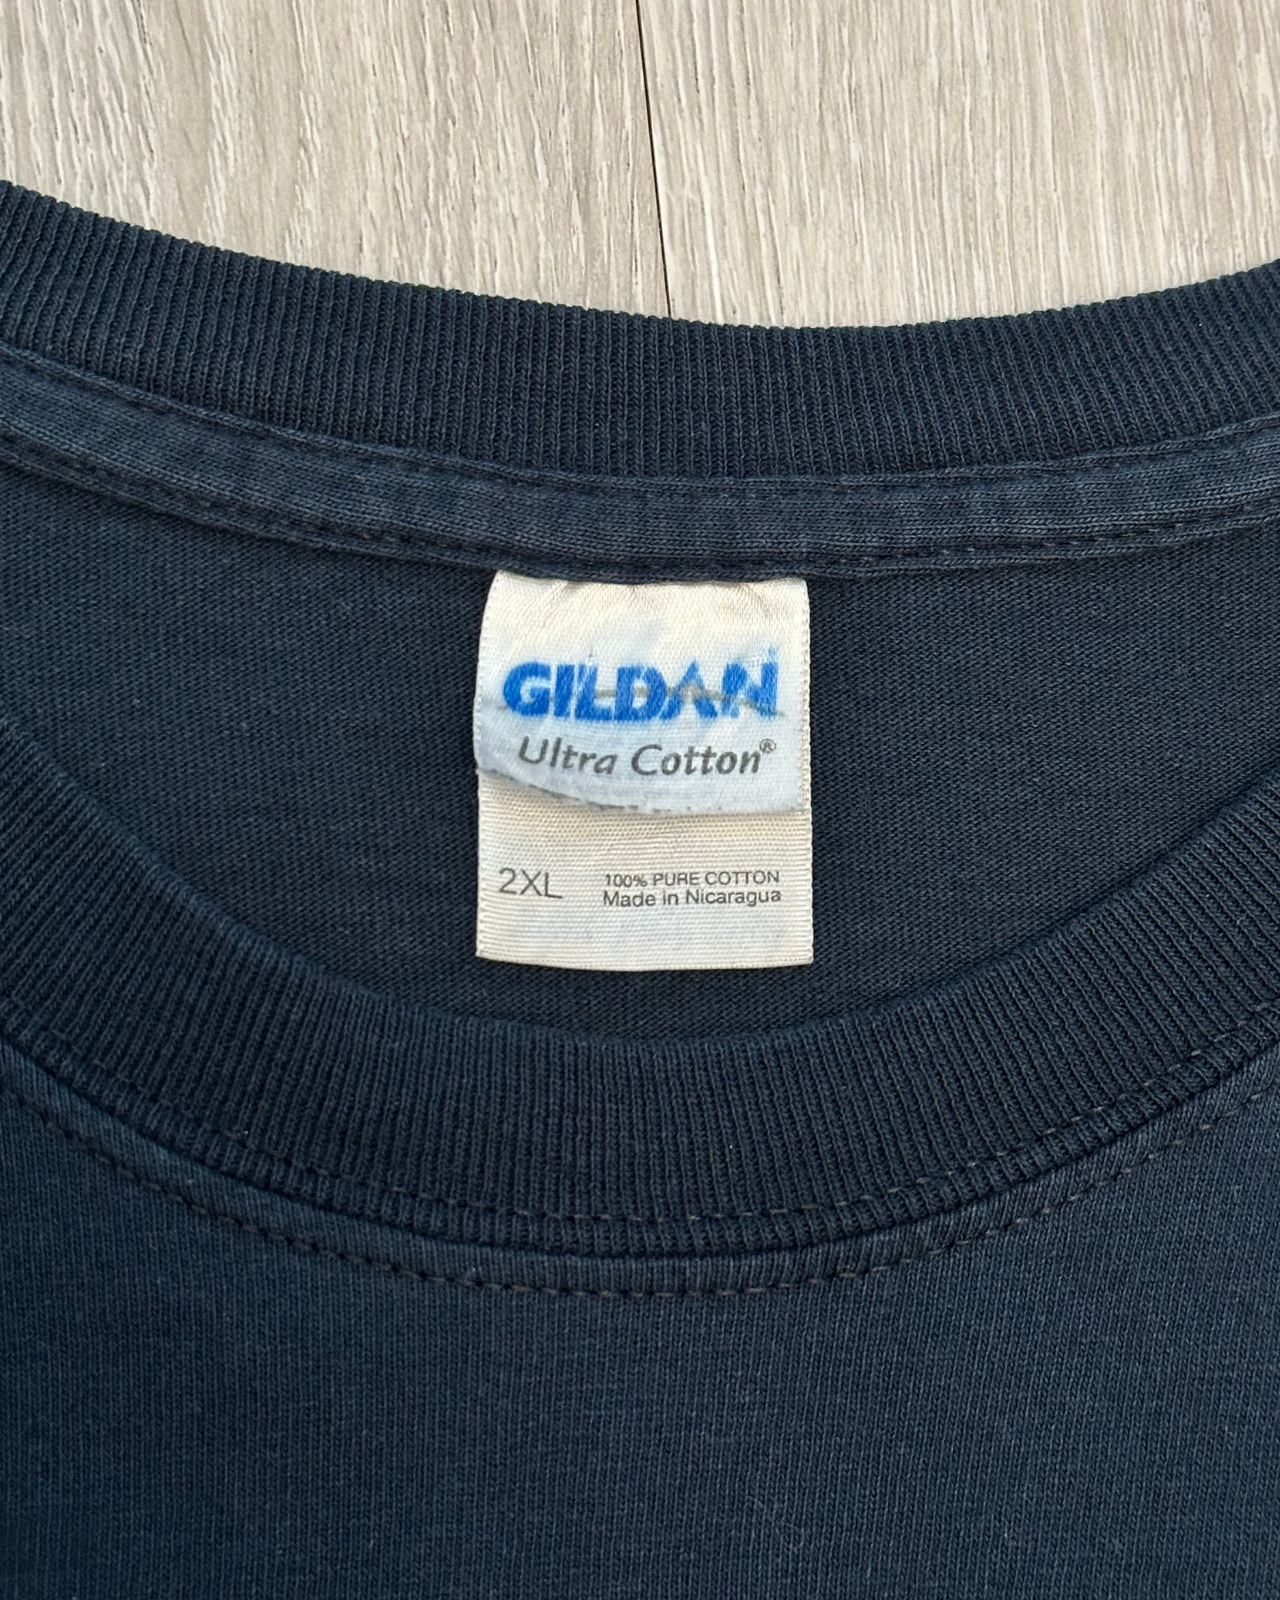 GILDAN
Ultra Cotton®
2XL
100% PURE COTTON
Made in Nicaragua